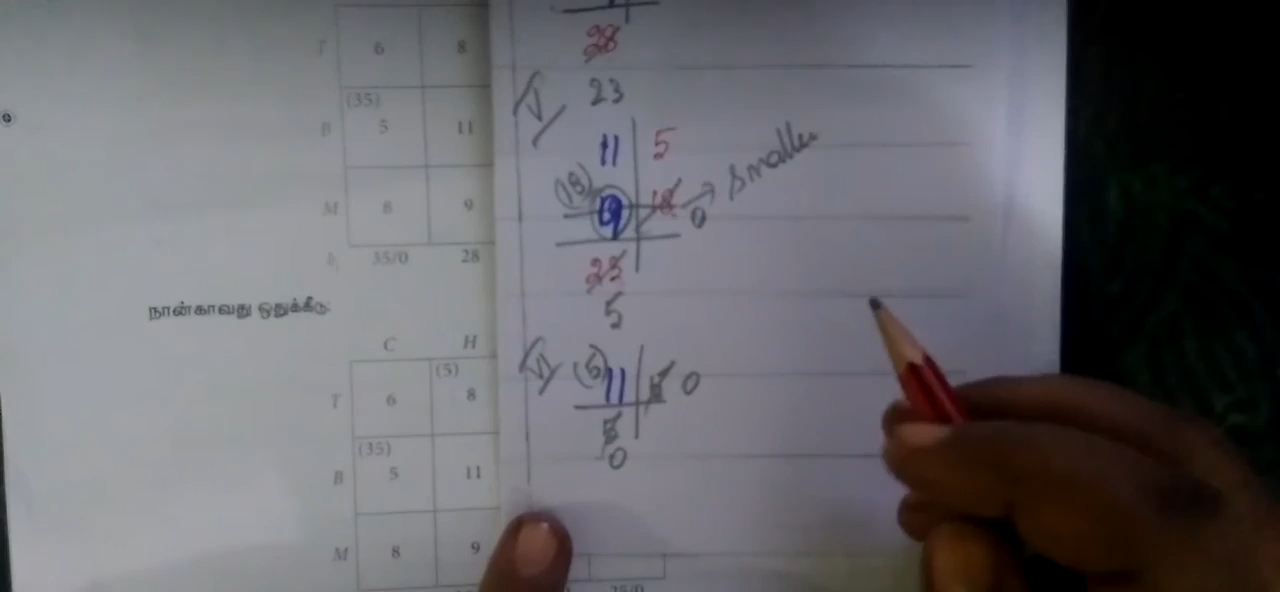 T 6 8
(35)
B 5 11
M 8 9
35/0 28
நான்காவது ஒதுக்கீடு:
C H
(5)
T 6 8
(35)
B 5 11
M 8 9
28
V
23
11 5
(18) 9 18 → smaller
0
23
5
VI (5) 11 5 0
5
0